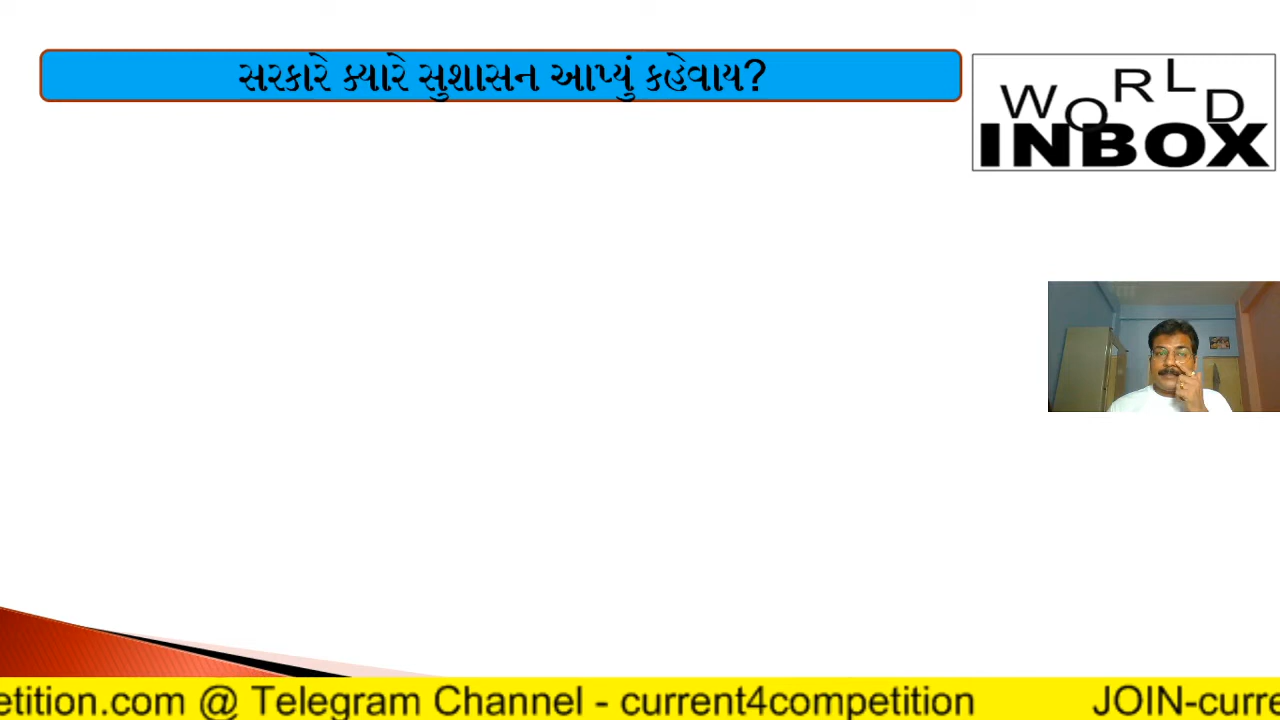 સરકારે ક્યારે સુશાસન આપ્યું કહેવાય?
WORLD
INBOX
etition.com @ Telegram Channel - current4competition JOIN-curre